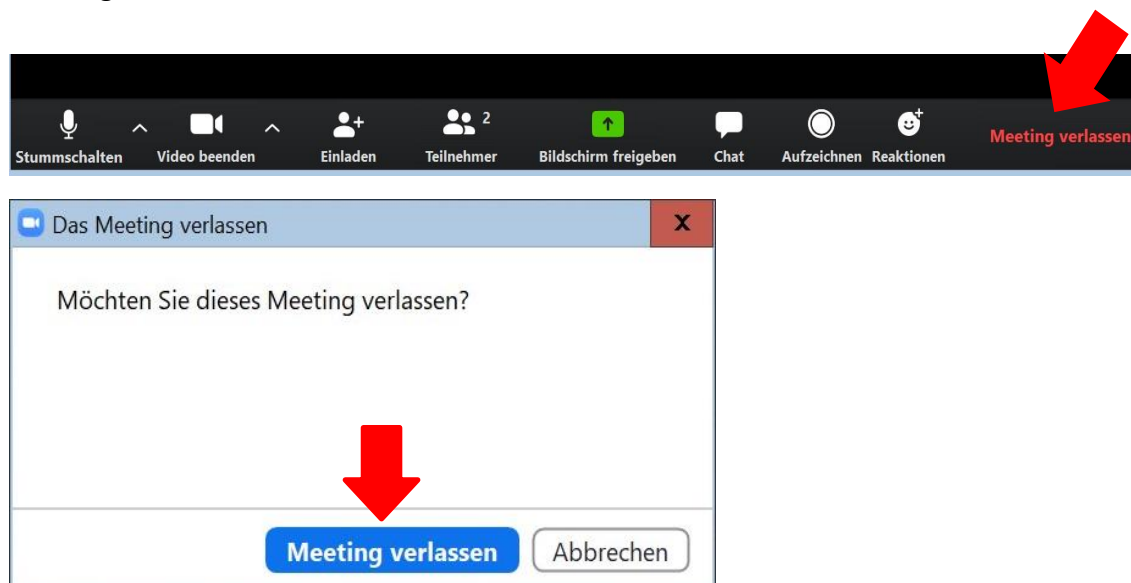 2
Stummschalten Video beenden Einladen Teilnehmer Bildschirm freigeben Chat Aufzeichnen Reaktionen Meeting verlassen
Das Meeting verlassen X
Möchten Sie dieses Meeting verlassen?
Meeting verlassen Abbrechen